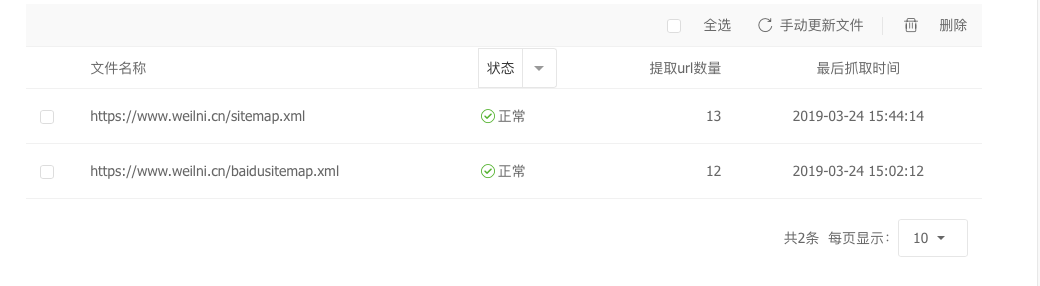 全选 手动更新文件 删除
文件名称 状态 提取url数量 最后抓取时间
https://www.weilni.cn/sitemap.xml 正常 13 2019-03-24 15:44:14
https://www.weilni.cn/baidusitemap.xml 正常 12 2019-03-24 15:02:12
共2条 每页显示: 10